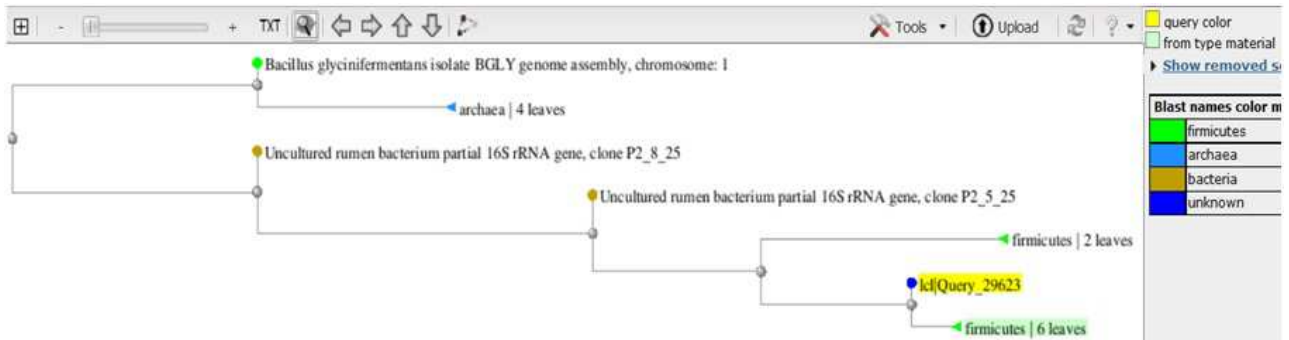 - + TXT Tools Upload ?
query color
from type material
Show removed s
Bacillus glycinifermentans isolate BGLY genome assembly, chromosome: 1
archaea | 4 leaves
Uncultured rumen bacterium partial 16S rRNA gene, clone P2_8_25
Uncultured rumen bacterium partial 16S rRNA gene, clone P2_5_25
firmicutes | 2 leaves
lcl|Query_29623
firmicutes | 6 leaves
Blast names color m
firmicutes
archaea
bacteria
unknown